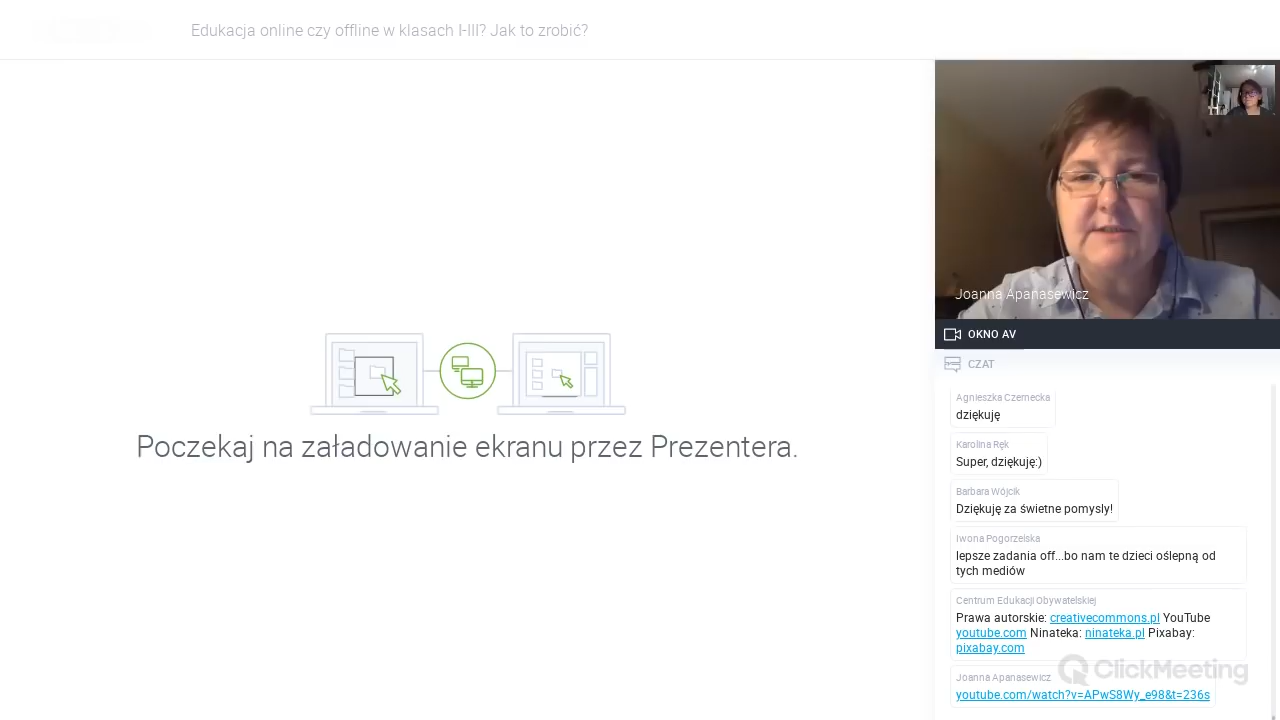 Edukacja online czy offline w klasach I-III? Jak to zrobić?
Poczekaj na załadowanie ekranu przez Prezentera.
Joanna Apanasewicz
OKNO AV
CZAT
Agnieszka Czernecka
dziękuję
Karolina Ręk
Super, dziękuję:)
Barbara Wójcik
Dziękuję za świetne pomysly!
Iwona Pogorzelska
lepsze zadania off...bo nam te dzieci oślepną od
tych mediów
Centrum Edukacji Obywatelskiej
Prawa autorskie: creativecommons.pl YouTube
youtube.com Ninateka: ninateka.pl Pixabay:
pixabay.com
ClickMeeting
Joanna Apanasewicz
youtube.com/watch?v=APwS8Wy_e98&t=236s